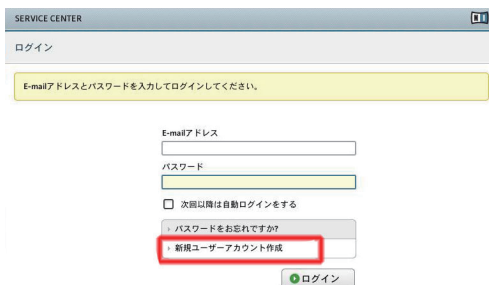 SERVICE CENTER
ログイン
E-mailアドレスとパスワードを入力してログインしてください。
E-mailアドレス
パスワード
次回以降は自動ログインをする
パスワードをお忘れですか?
新規ユーザーアカウント作成
ログイン